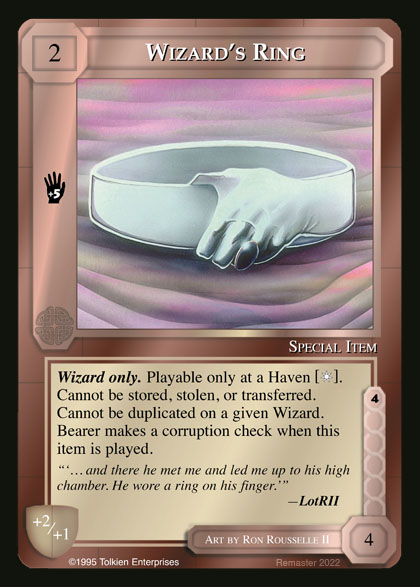 2
WIZARD'S RING
+5
SPECIAL ITEM
Wizard only. Playable only at a Haven [☼].
Cannot be stored, stolen, or transferred.
Cannot be duplicated on a given Wizard.
Bearer makes a corruption check when this
item is played.
“‘… and there he met me and led me up to his high
chamber. He wore a ring on his finger.’”
–LotRII
4
+2/+1
ART BY RON ROUSSELLE II
4
©1995 Tolkien Enterprises
Remaster 2022